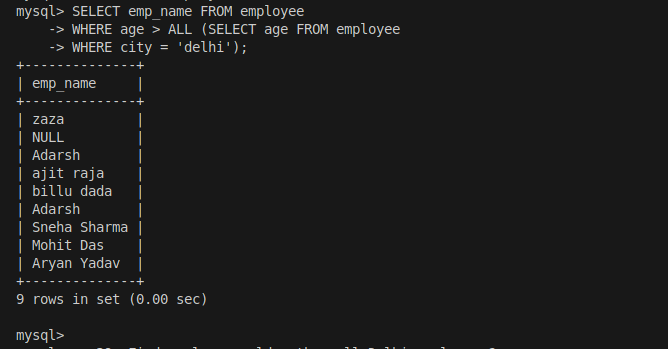 mysql> SELECT emp_name FROM employee
    -> WHERE age > ALL (SELECT age FROM employee
    -> WHERE city = 'delhi');
+--------------+
| emp_name     |
+--------------+
| zaza         |
| NULL         |
| Adarsh       |
| ajit raja    |
| billu dada   |
| Adarsh       |
| Sneha Sharma |
| Mohit Das    |
| Aryan Yadav  |
+--------------+
9 rows in set (0.00 sec)
mysql>